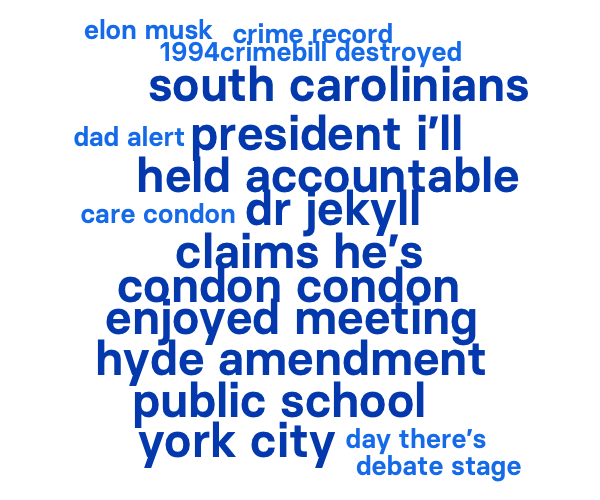 elon musk crime record
1994crimebill destroyed
south carolinians
dad alert president i’ll
held accountable
care condon dr jekyll
claims he’s
condon condon
enjoyed meeting
hyde amendment
public school
york city day there’s
debate stage